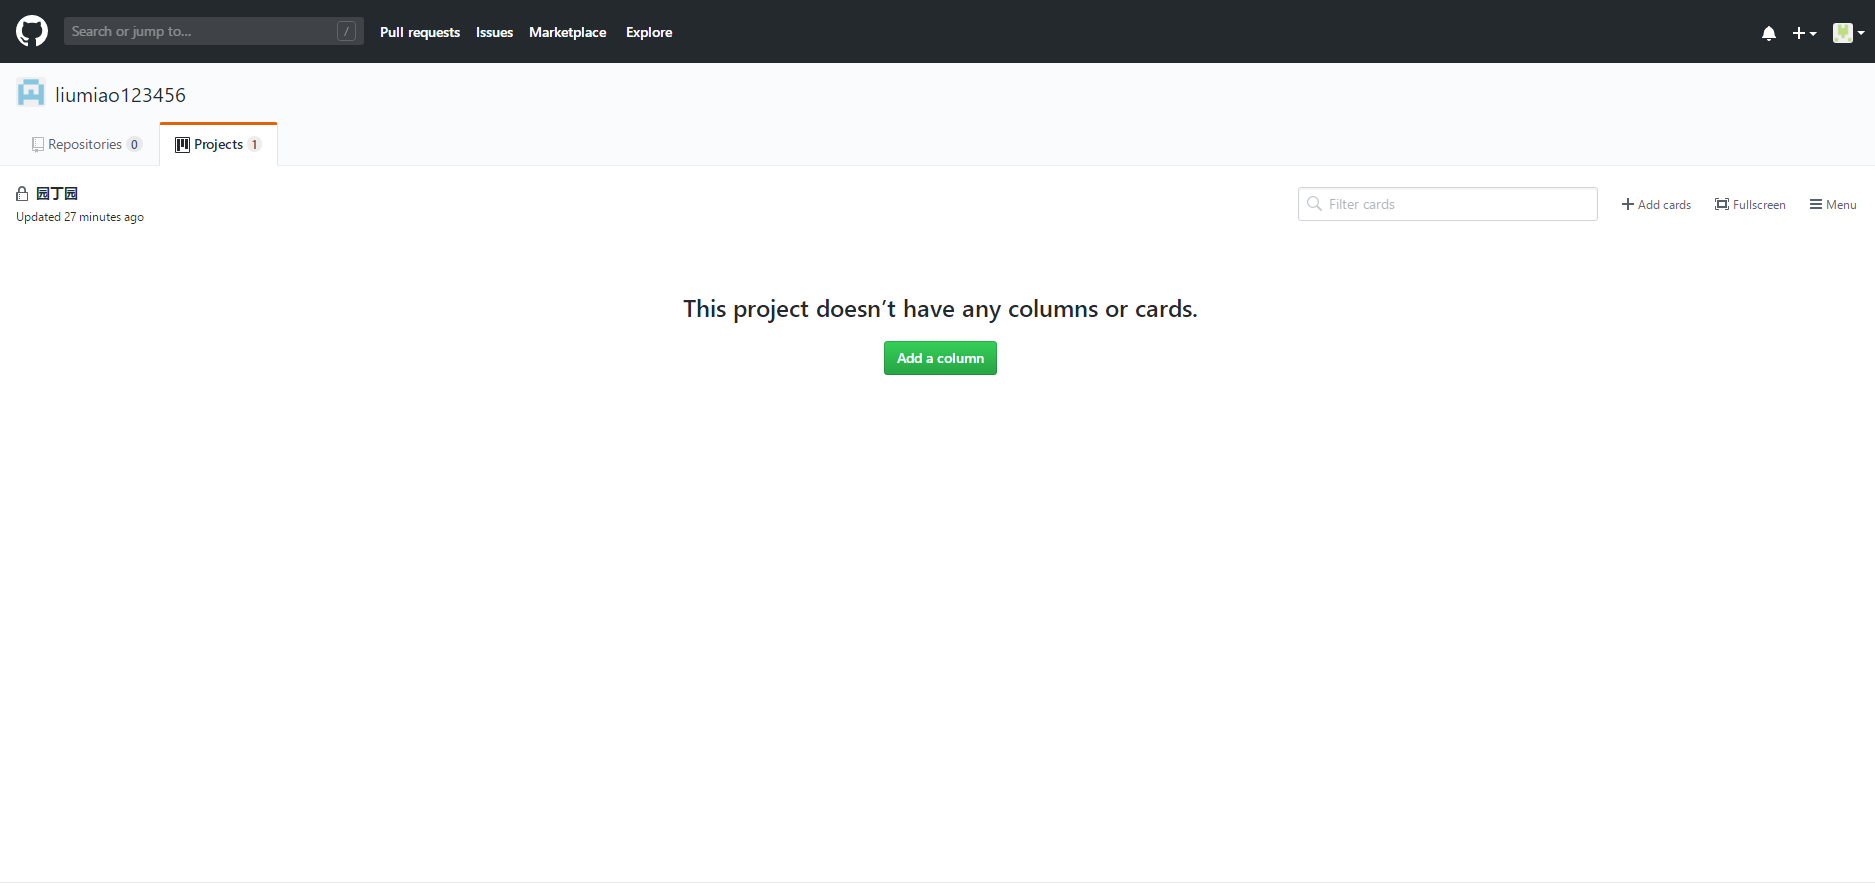 Search or jump to... /
Pull requests Issues Marketplace Explore
liumiao123456
Repositories 0 Projects 1
园丁园
Updated 27 minutes ago
Filter cards
Add cards Fullscreen Menu
This project doesn’t have any columns or cards.
Add a column